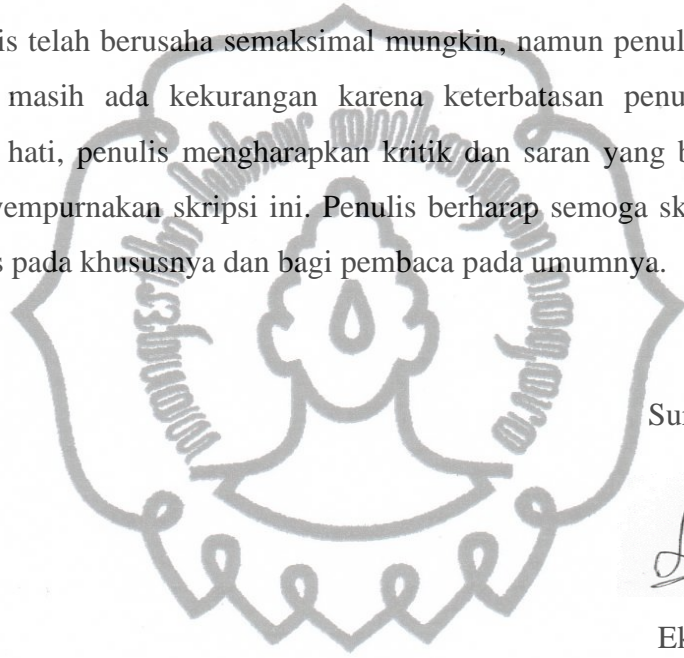 is telah berusaha semaksimal mungkin, namun penul
masih ada kekurangan karena keterbatasan penu
hati, penulis mengharapkan kritik dan saran yang b
empurnakan skripsi ini. Penulis berharap semoga sk
s pada khususnya dan bagi pembaca pada umumnya.
Su
Ek